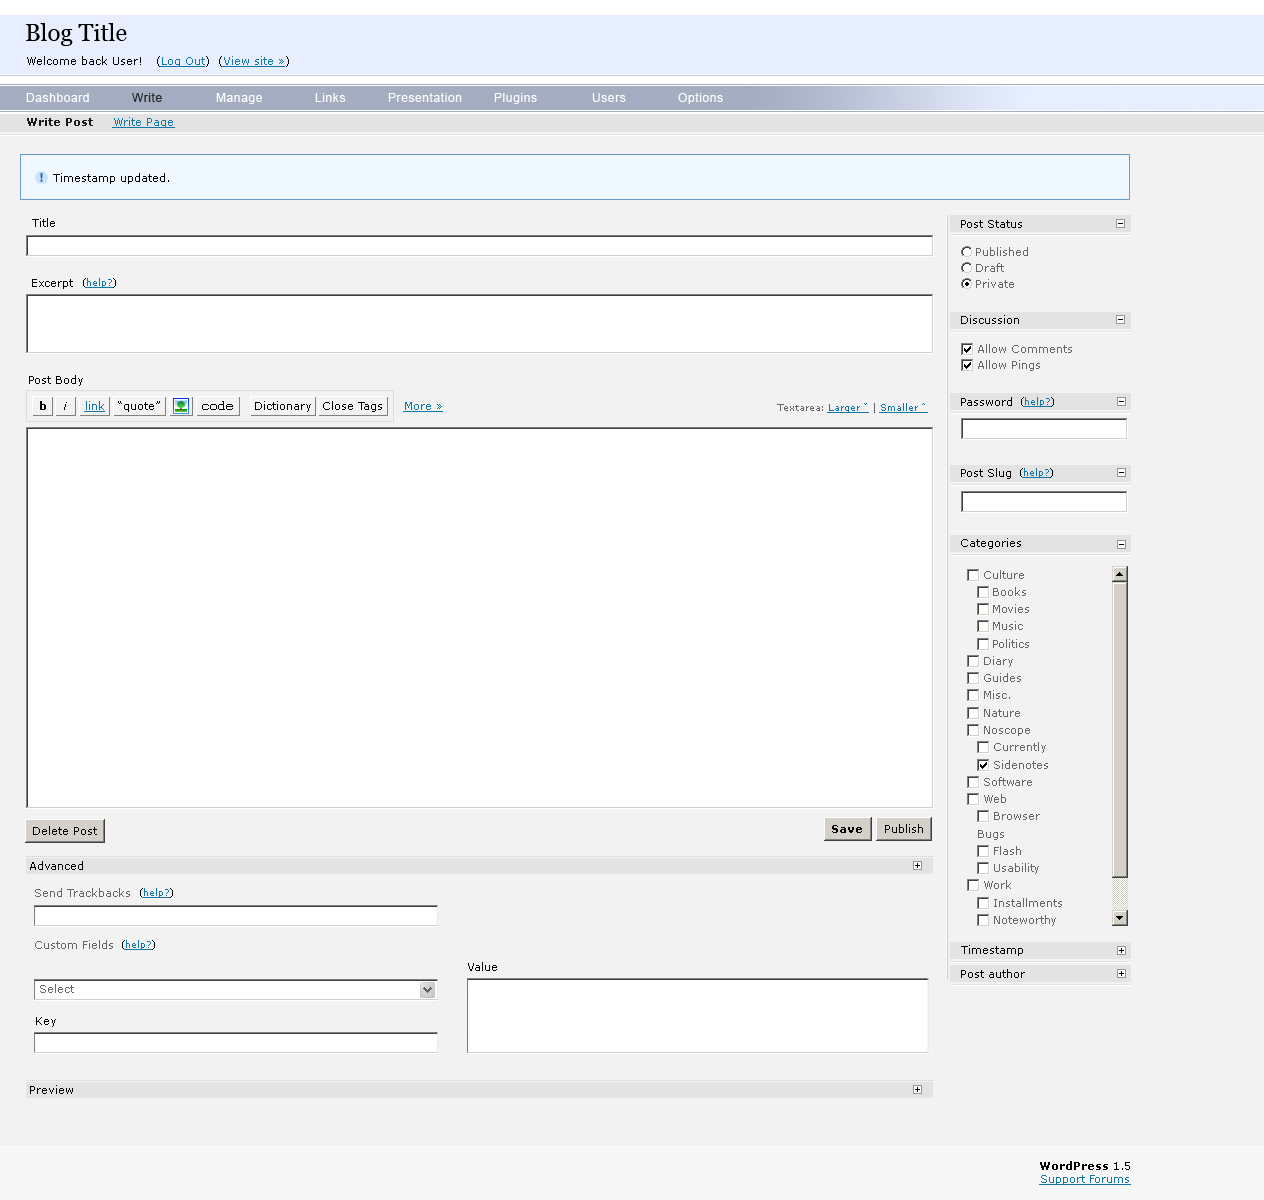 Blog Title
Welcome back User! (Log Out) (View site »)
Dashboard Write Manage Links Presentation Plugins Users Options
Write Post Write Page
! Timestamp updated.
Title
Excerpt (help?)
Post Body
b i link “quote” code Dictionary Close Tags More » Textarea: Larger ˇ | Smaller ˆ
Delete Post Save Publish
Advanced
Send Trackbacks (help?)
Custom Fields (help?)
Select
Key
Value
Preview
Post Status
Published
Draft
Private
Discussion
Allow Comments
Allow Pings
Password (help?)
Post Slug (help?)
Categories
Culture
Books
Movies
Music
Politics
Diary
Guides
Misc.
Nature
Noscope
Currently
Sidenotes
Software
Web
Browser
Bugs
Flash
Usability
Work
Installments
Noteworthy
Timestamp
Post author
WordPress 1.5
Support Forums